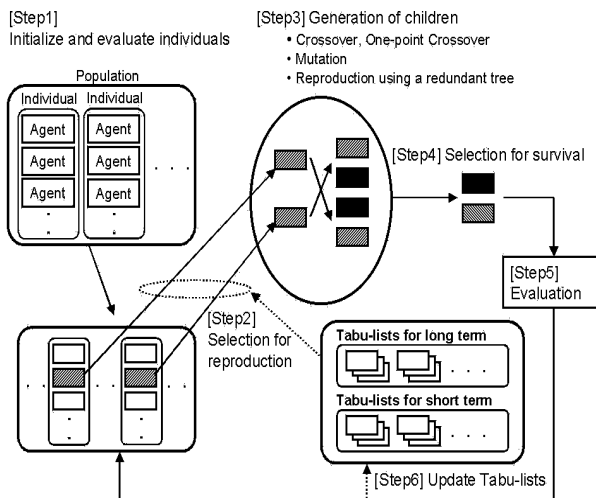 [Step1]
Initialize and evaluate individuals
Population
Individual Individual
Agent Agent
Agent Agent
Agent Agent
[Step3] Generation of children
• Crossover, One-point Crossover
• Mutation
• Reproduction using a redundant tree
[Step4] Selection for survival
[Step5]
Evaluation
[Step2]
Selection for
reproduction
Tabu-lists for long term
Tabu-lists for short term
[Step6] Update Tabu-lists